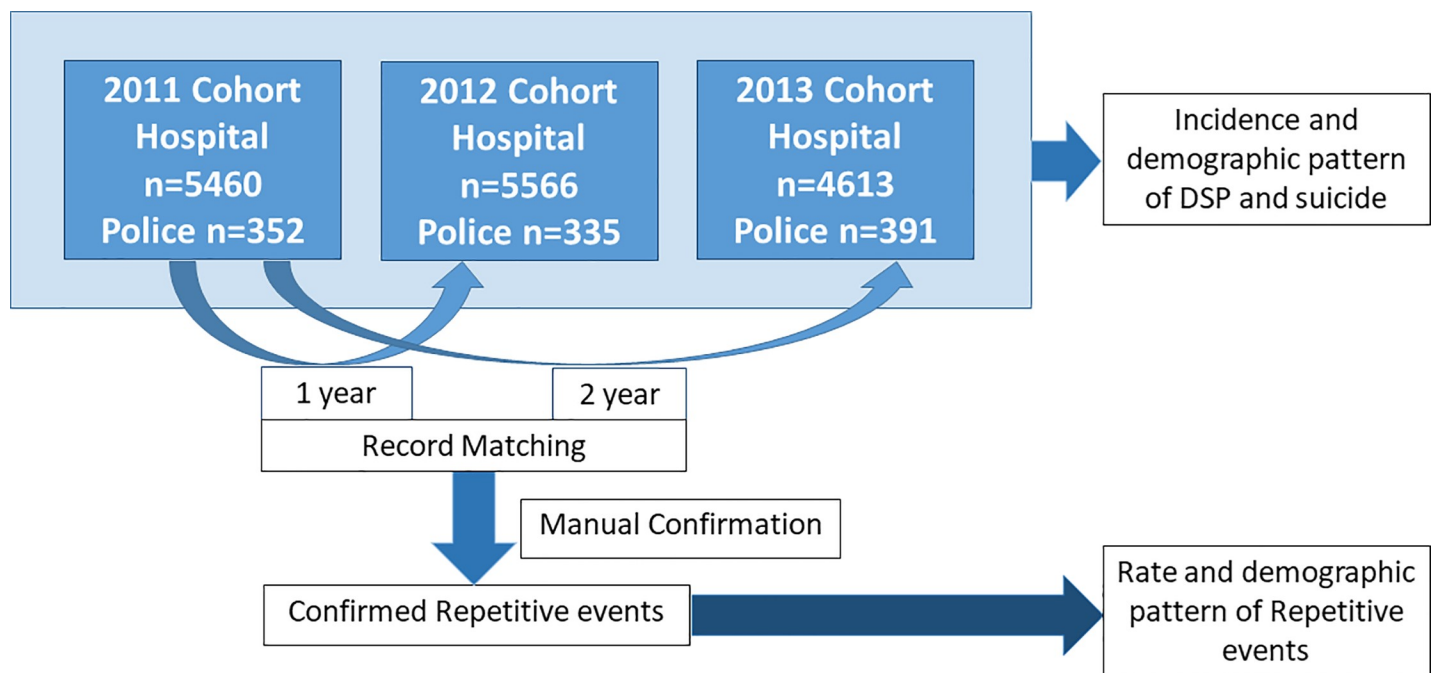 2011 Cohort
Hospital
n=5460
Police n=352
2012 Cohort
Hospital
n=5566
Police n=335
2013 Cohort
Hospital
n=4613
Police n=391
Incidence and
demographic pattern
of DSP and suicide
1 year
2 year
Record Matching
Manual Confirmation
Confirmed Repetitive events
Rate and demographic
pattern of Repetitive
events